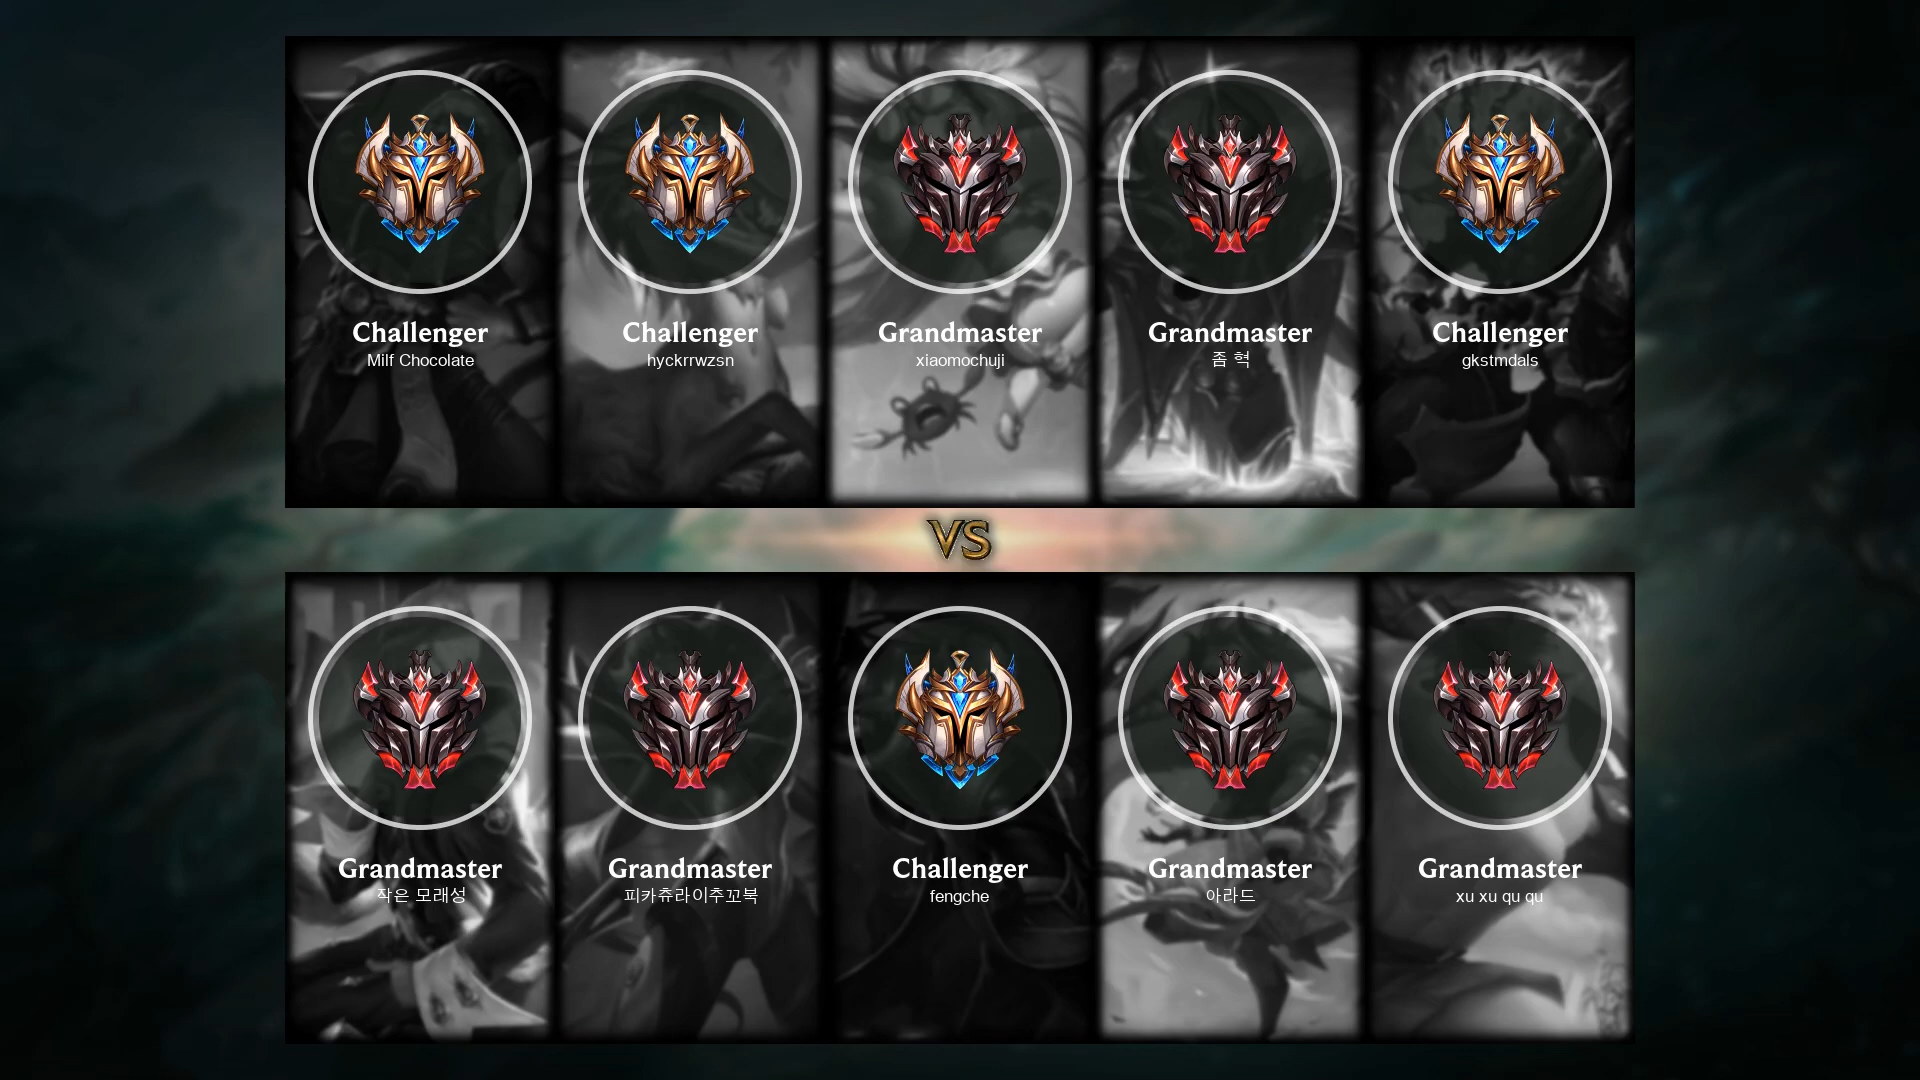 Challenger
Milf Chocolate
Challenger
hyckrrwzsn
Grandmaster
xiaomochuji
Grandmaster
좀 혁
Challenger
gkstmdals
VS
Grandmaster
작은 모래성
Grandmaster
피카츄라이츄꼬북
Challenger
fengche
Grandmaster
아라드
Grandmaster
xu xu qu qu